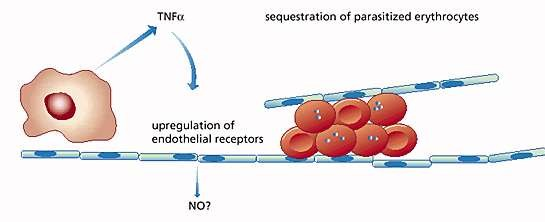 TNFα
sequestration of parasitized erythrocytes
upregulation of
endothelial receptors
NO?